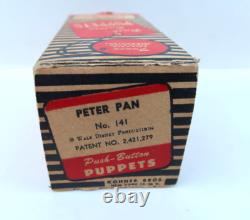 PETER PAN
No. 141
© WALT DISNEY PRODUCTIONS
PATENT NO. 2,421,279
Push-Button
PUPPETS
KOHNER BROS.